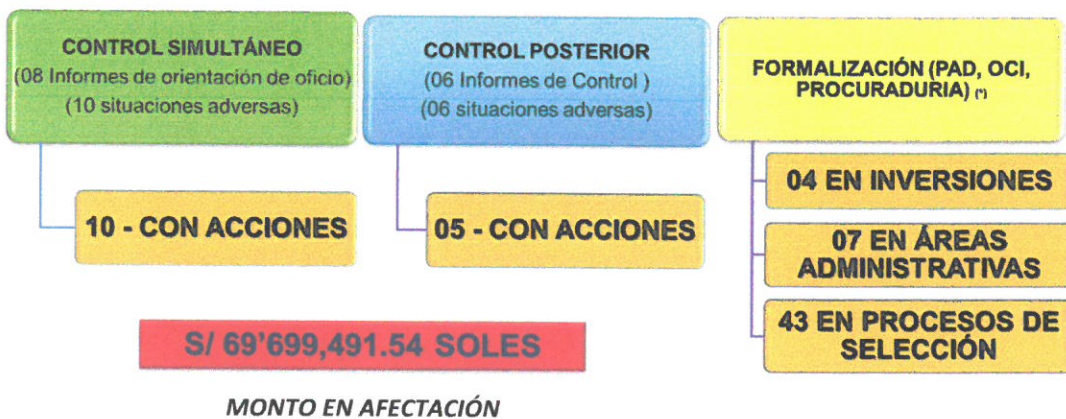 CONTROL SIMULTÁNEO
(08 Informes de orientación de oficio)
(10 situaciones adversas)
10 - CON ACCIONES
CONTROL POSTERIOR
(06 Informes de Control )
(06 situaciones adversas)
05 - CON ACCIONES
FORMALIZACIÓN (PAD, OCI,
PROCURADURIA) (*)
04 EN INVERSIONES
07 EN ÁREAS
ADMINISTRATIVAS
43 EN PROCESOS DE
SELECCIÓN
S/ 69'699,491.54 SOLES
MONTO EN AFECTACIÓN